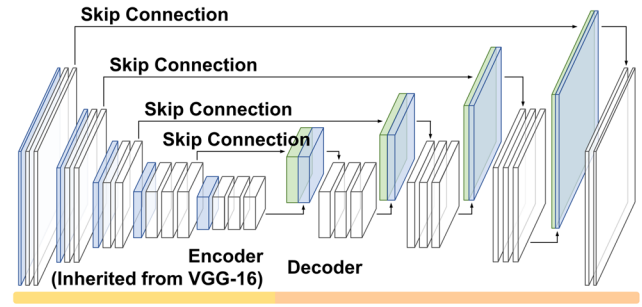 Skip Connection
Skip Connection
Skip Connection
Skip Connection
Encoder
(Inherited from VGG-16)
Decoder